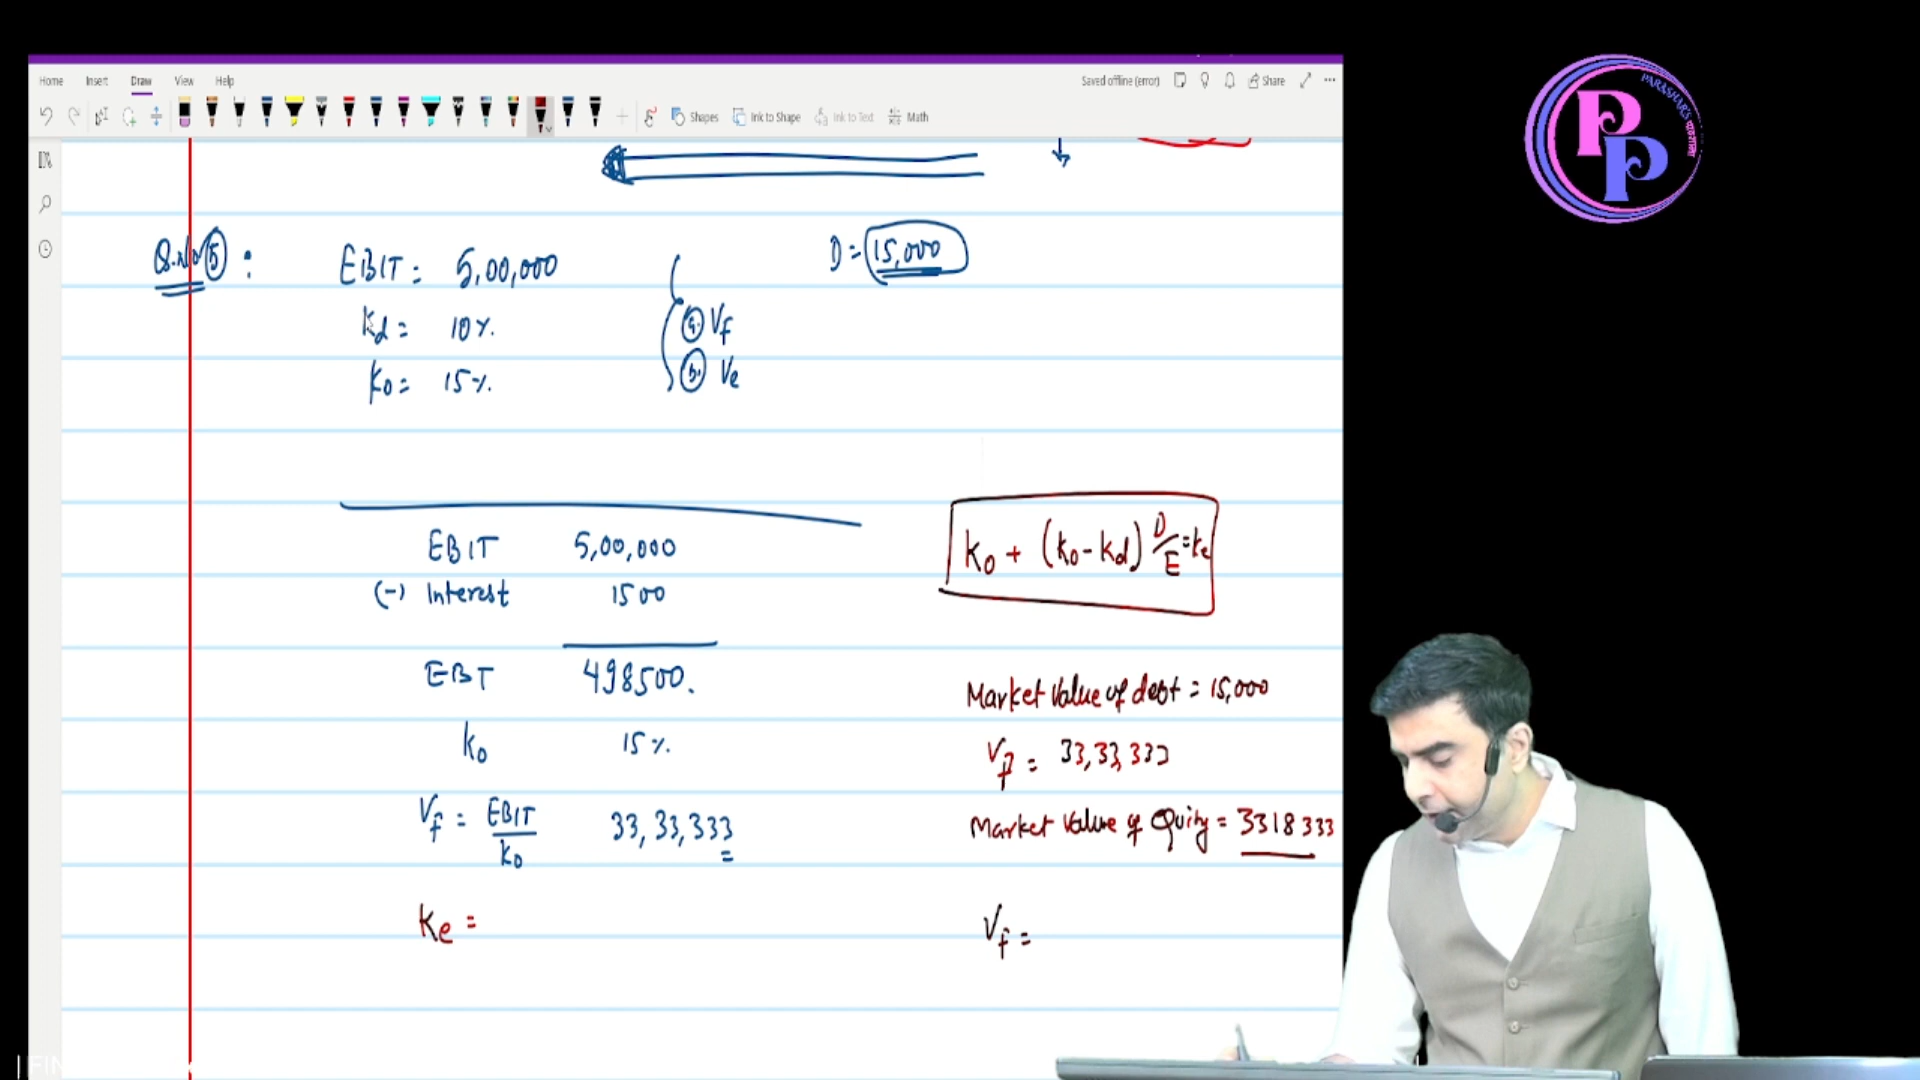 Home Insert Draw View Help Saved offline (error) Share
Shapes Ink to Shape Ink to Text Math
PARASHAR'S
PP
Q.No 5 : EBIT = 5,00,000 D = 15,000
Kd = 10% a. Vf
Ko = 15% b. Ve
EBIT 5,00,000 Ko + (Ko - Kd) D/E = Ke
(-) Interest 1500
EBT 498500. Market Value of debt = 15,000
Ko 15% Vf = 33,33,333
Vf = EBIT/Ko 33,33,333 Market Value of Equity = 3318333
Ke = Vf =
FIN